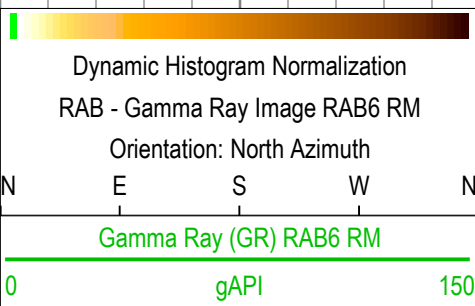 Dynamic Histogram Normalization
RAB - Gamma Ray Image RAB6 RM
Orientation: North Azimuth
N E S W N
Gamma Ray (GR) RAB6 RM
0 gAPI 150